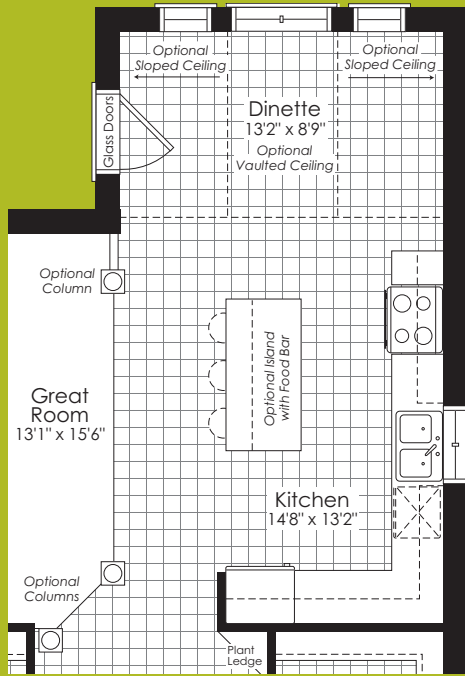 Optional
Sloped Ceiling
Optional
Sloped Ceiling
Dinette
13'2" x 8'9"
Optional
Vaulted Ceiling
Glass Doors
Optional
Column
Optional Island
with Food Bar
Great
Room
13'1" x 15'6"
Kitchen
14'8" x 13'2"
Optional
Columns
Plant
Ledge